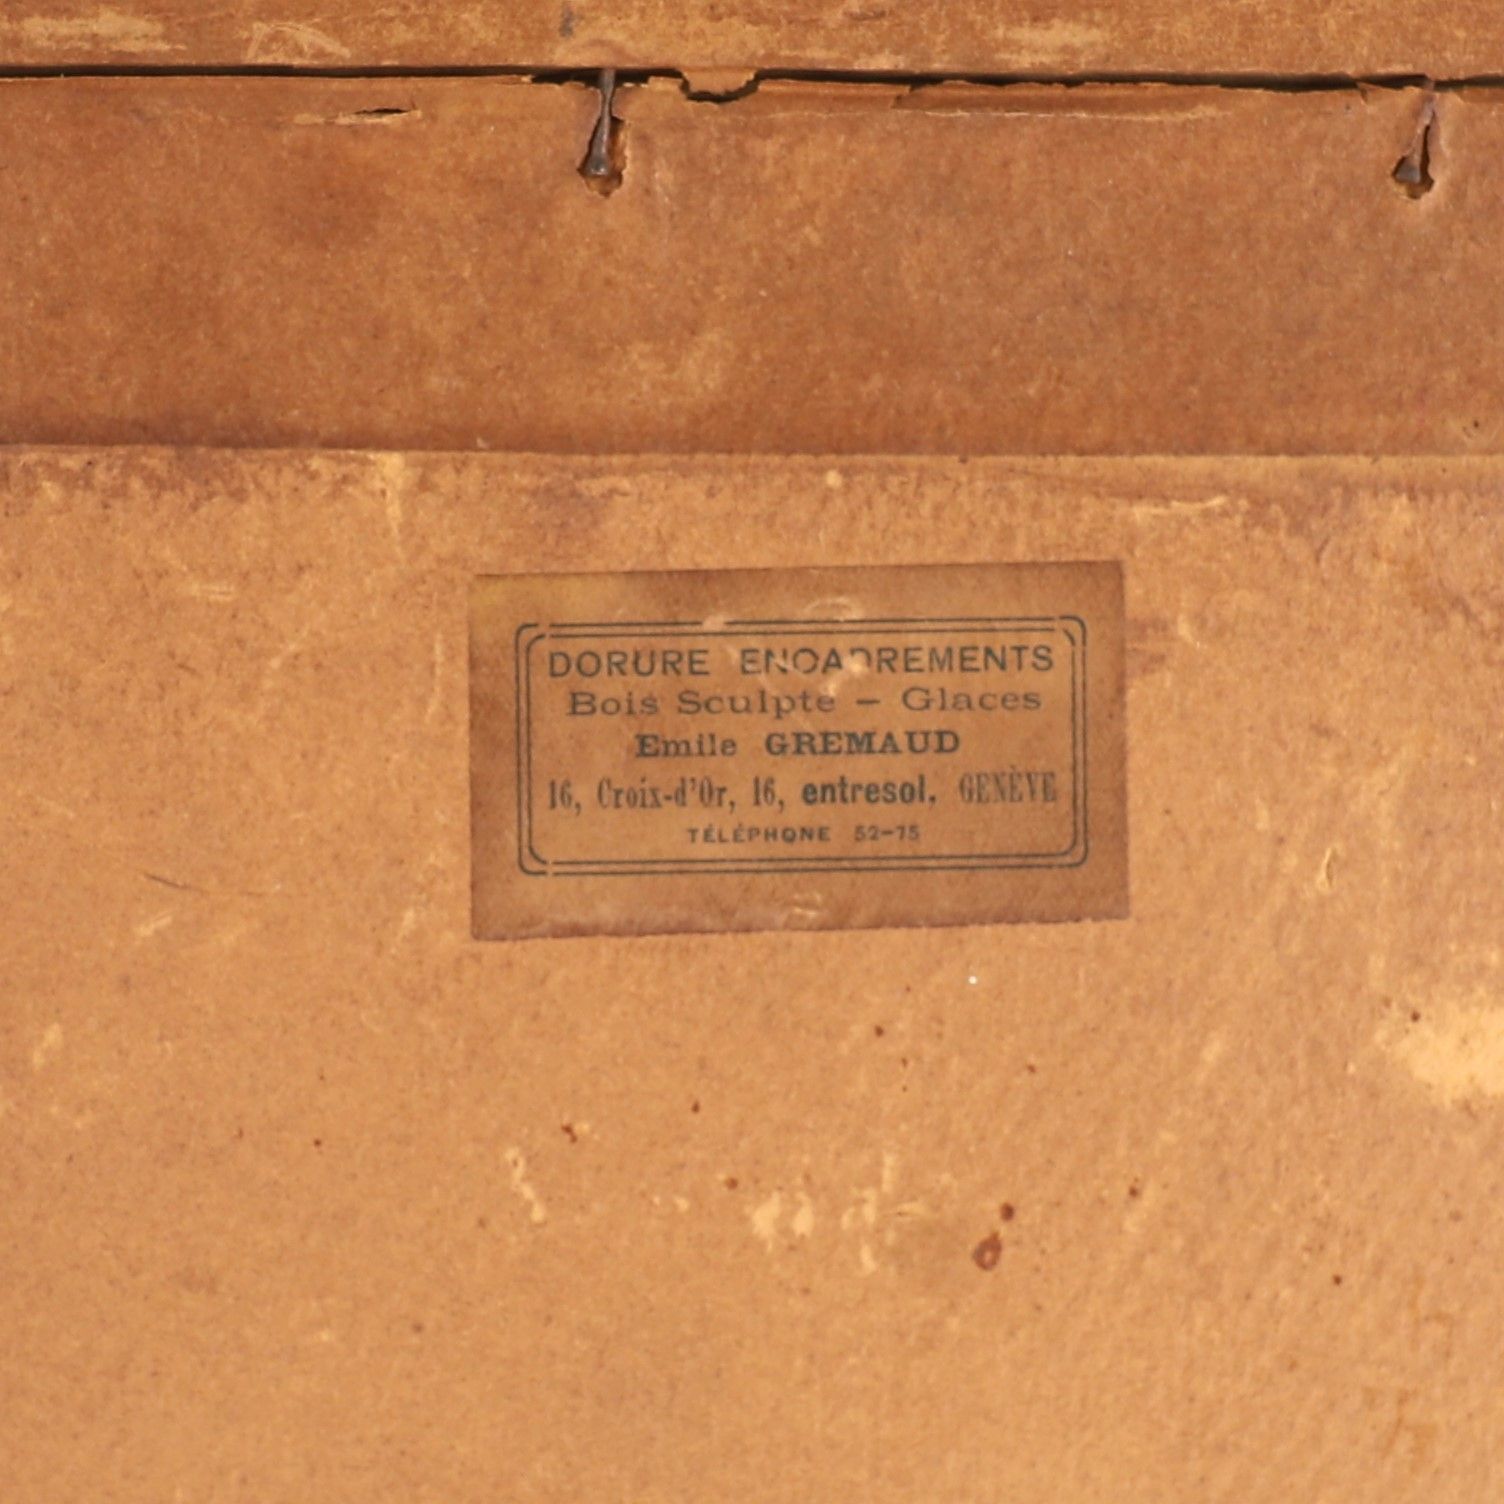 DORURE ENCADREMENTS
Bois Sculpte – Glaces
Emile GREMAUD
16, Croix-d'Or, 16, entresol, GENÈVE
TÉLÉPHONE 52-75